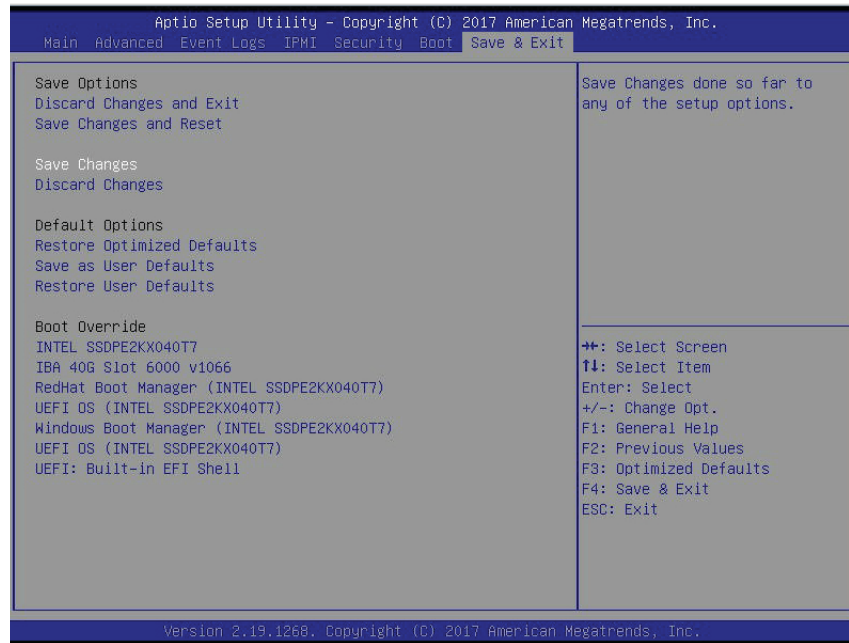 Aptio Setup Utility – Copyright (C) 2017 American Megatrends, Inc.
Main Advanced Event Logs IPMI Security Boot Save & Exit
Save Options
Discard Changes and Exit
Save Changes and Reset
Save Changes
Discard Changes
Default Options
Restore Optimized Defaults
Save as User Defaults
Restore User Defaults
Boot Override
INTEL SSDPE2KX040T7
IBA 40G Slot 6000 v1066
RedHat Boot Manager (INTEL SSDPE2KX040T7)
UEFI OS (INTEL SSDPE2KX040T7)
Windows Boot Manager (INTEL SSDPE2KX040T7)
UEFI OS (INTEL SSDPE2KX040T7)
UEFI: Built-in EFI Shell
Save Changes done so far to
any of the setup options.
→←: Select Screen
↑↓: Select Item
Enter: Select
+/-: Change Opt.
F1: General Help
F2: Previous Values
F3: Optimized Defaults
F4: Save & Exit
ESC: Exit
Version 2.19.1268. Copyright (C) 2017 American Megatrends, Inc.